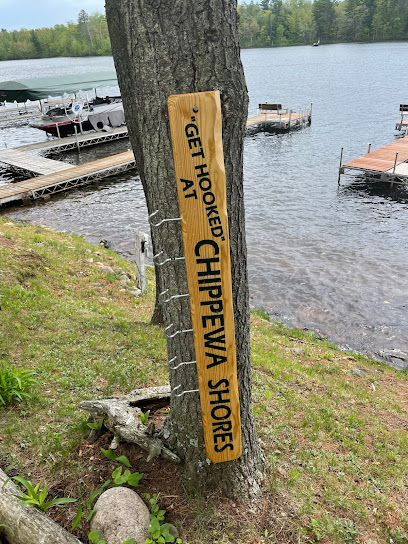 "GET HOOKED"
AT
CHIPPEWA SHORES